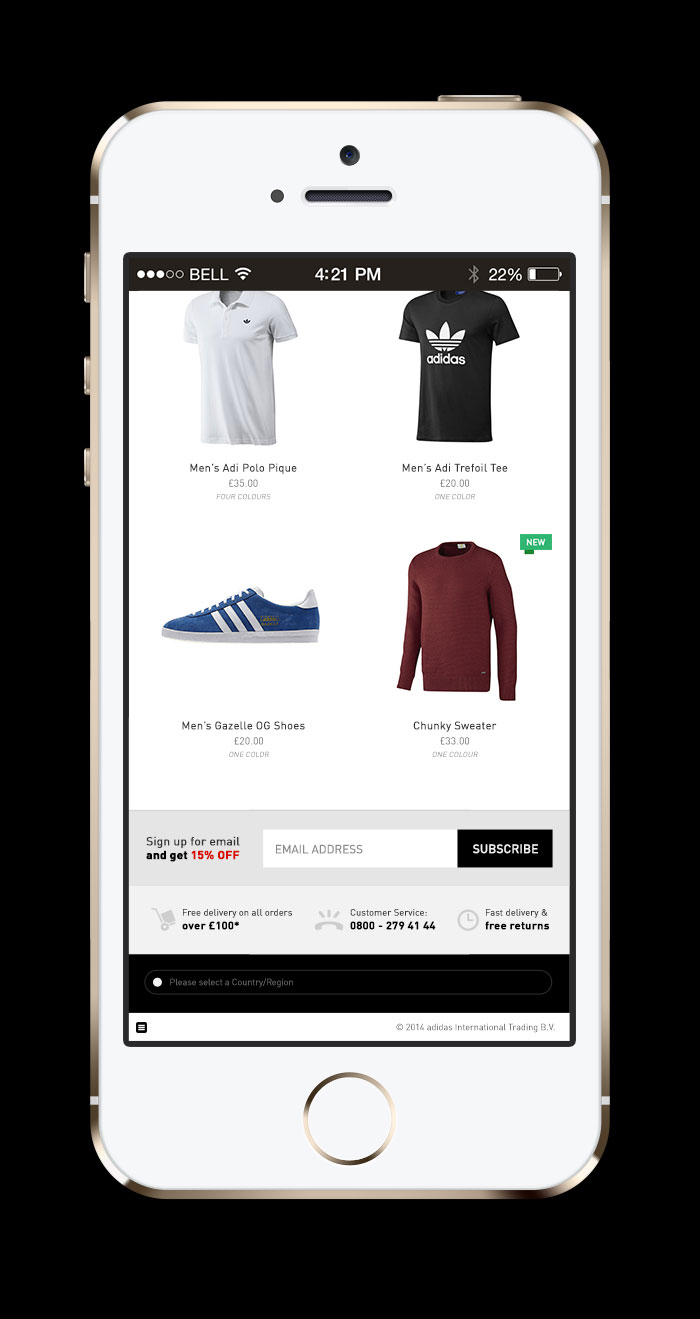 BELL 4:21 PM 22%
adidas
Men's Adi Polo Pique
£35.00
FOUR COLOURS
Men's Adi Trefoil Tee
£20.00
ONE COLOR
NEW
Men's Gazelle OG Shoes
£20.00
ONE COLOR
Chunky Sweater
£33.00
ONE COLOUR
Sign up for email
and get 15% OFF
EMAIL ADDRESS
SUBSCRIBE
Free delivery on all orders
over £100*
Customer Service:
0800 - 279 41 44
Fast delivery &
free returns
Please select a Country/Region
© 2014 adidas International Trading B.V.